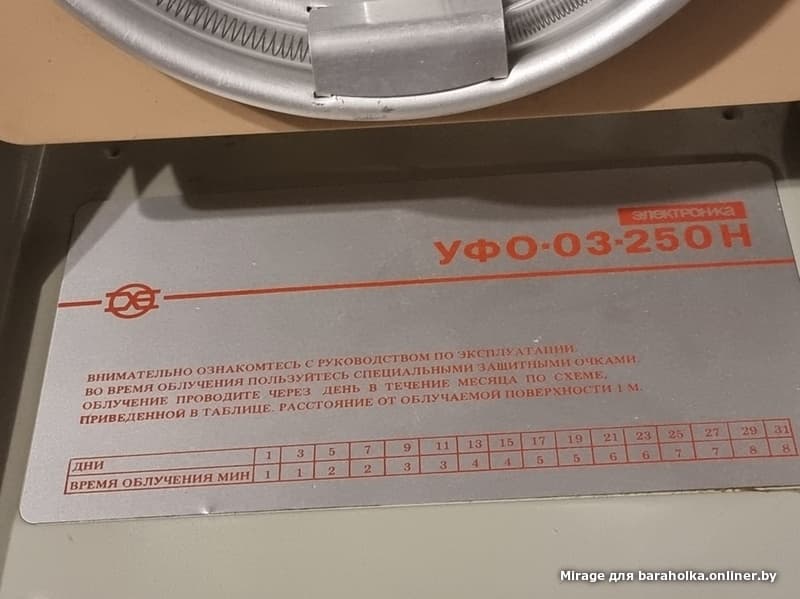 электроника
УФО-03-250 Н
ВНИМАТЕЛЬНО ОЗНАКОМТЕСЬ С РУКОВОДСТВОМ ПО ЭКСПЛУАТАЦИИ.
ВО ВРЕМЯ ОБЛУЧЕНИЯ ПОЛЬЗУЙТЕСЬ СПЕЦИАЛЬНЫМИ ЗАЩИТНЫМИ ОЧКАМИ.
ОБЛУЧЕНИЕ ПРОВОДИТЕ ЧЕРЕЗ ДЕНЬ В ТЕЧЕНИЕ МЕСЯЦА ПО СХЕМЕ,
ПРИВЕДЕННОЙ В ТАБЛИЦЕ. РАССТОЯНИЕ ОТ ОБЛУЧАЕМОЙ ПОВЕРХНОСТИ 1 М.
ДНИ 1 3 5 7 9 11 13 15 17 19 21 23 25 27 29 31
ВРЕМЯ ОБЛУЧЕНИЯ МИН 1 1 2 2 3 3 4 4 5 5 6 6 7 7 8 8
Mirage для baraholka.onliner.by